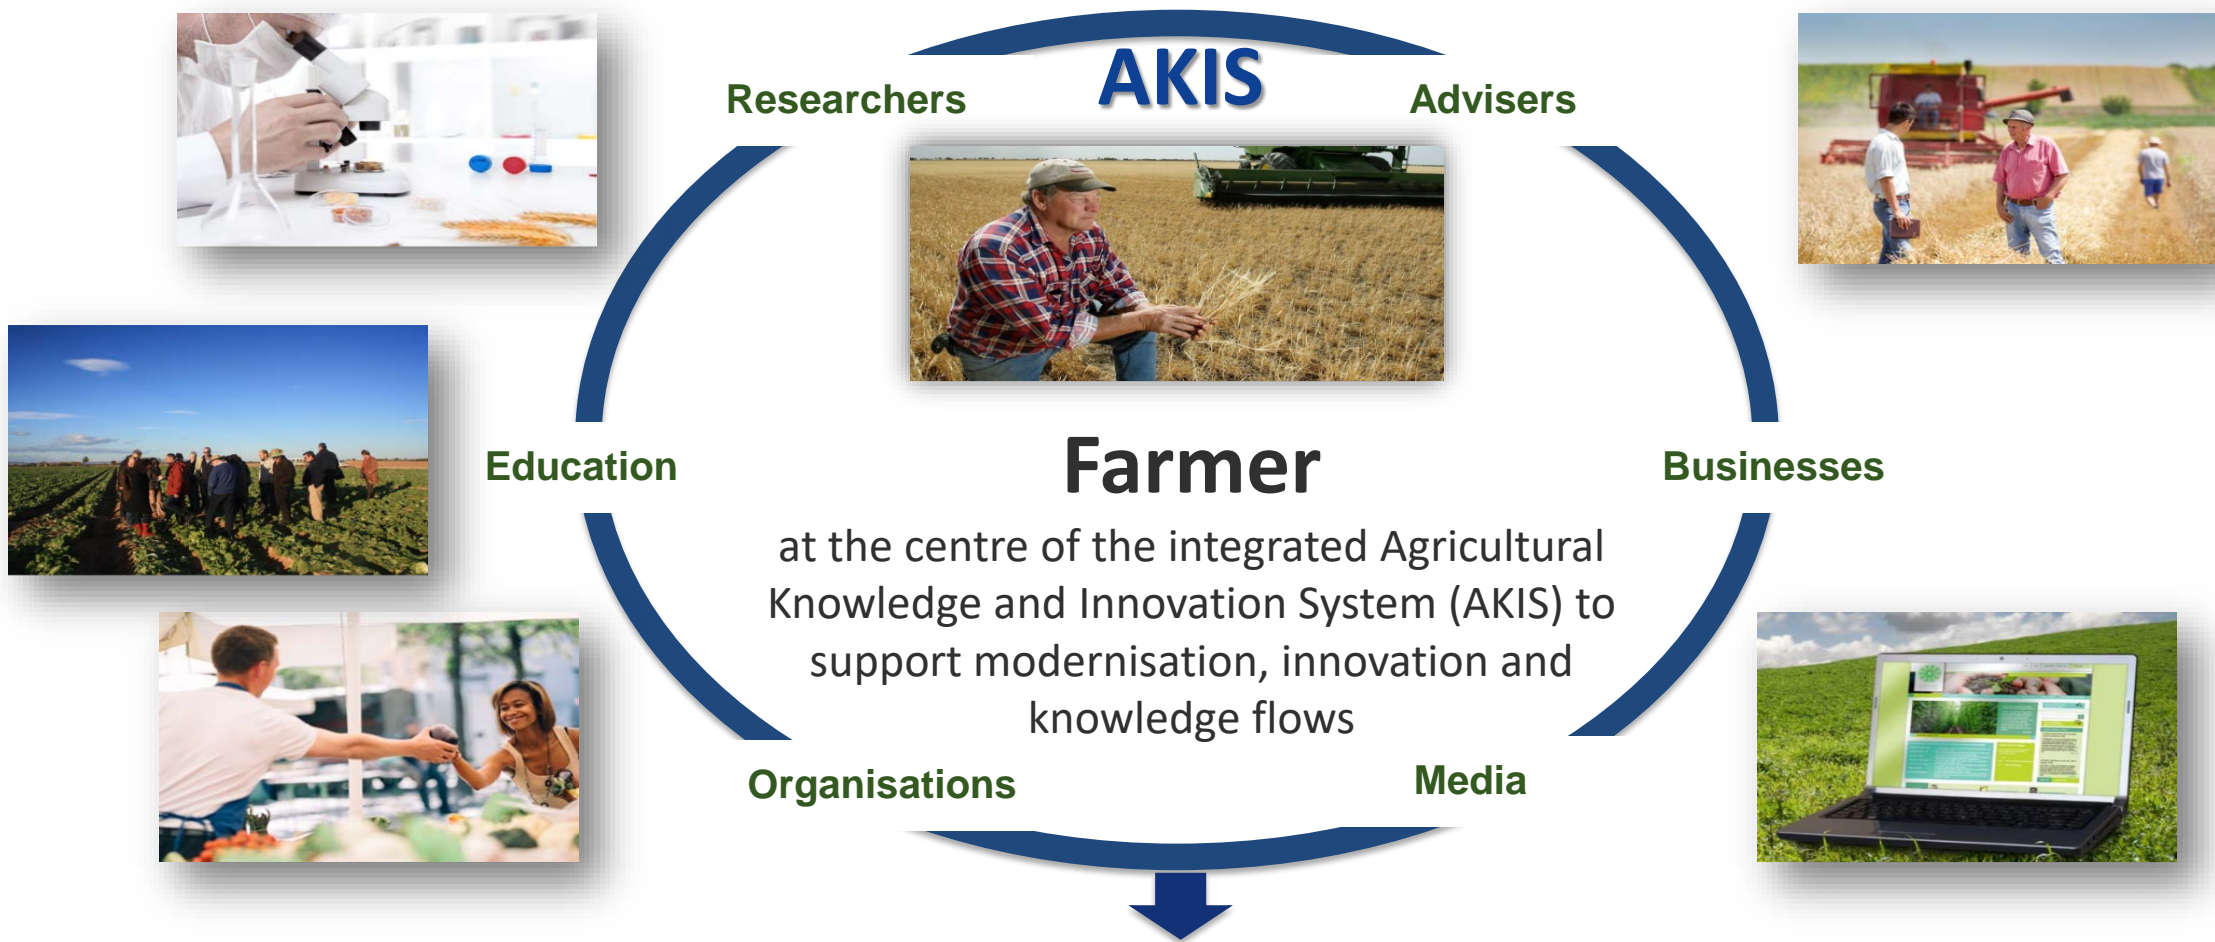 AKIS
Researchers
Advisers
Farmer
Education
Businesses
at the centre of the integrated Agricultural
Knowledge and Innovation System (AKIS) to
support modernisation, innovation and
knowledge flows
Organisations
Media